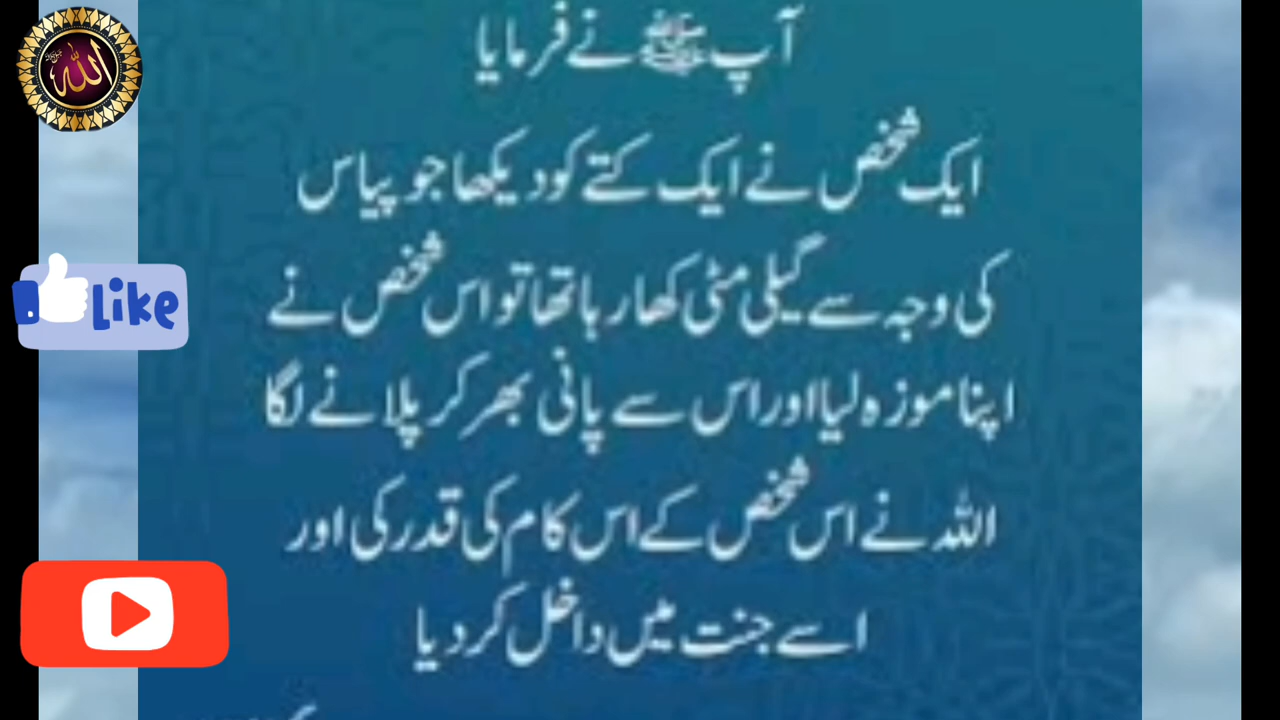 آپ ﷺ نے فرمایا
ایک شخص نے ایک کتے کو دیکھا جو پیاس
کی وجہ سے گیلی مٹی کھا رہا تھا تو اس شخص نے
اپنا موزہ لیا اور اس سے پانی بھر کر پلانے لگا
اللہ نے اس شخص کے اس کام کی قدر کی اور
اسے جنت میں داخل کر دیا
الله
Like